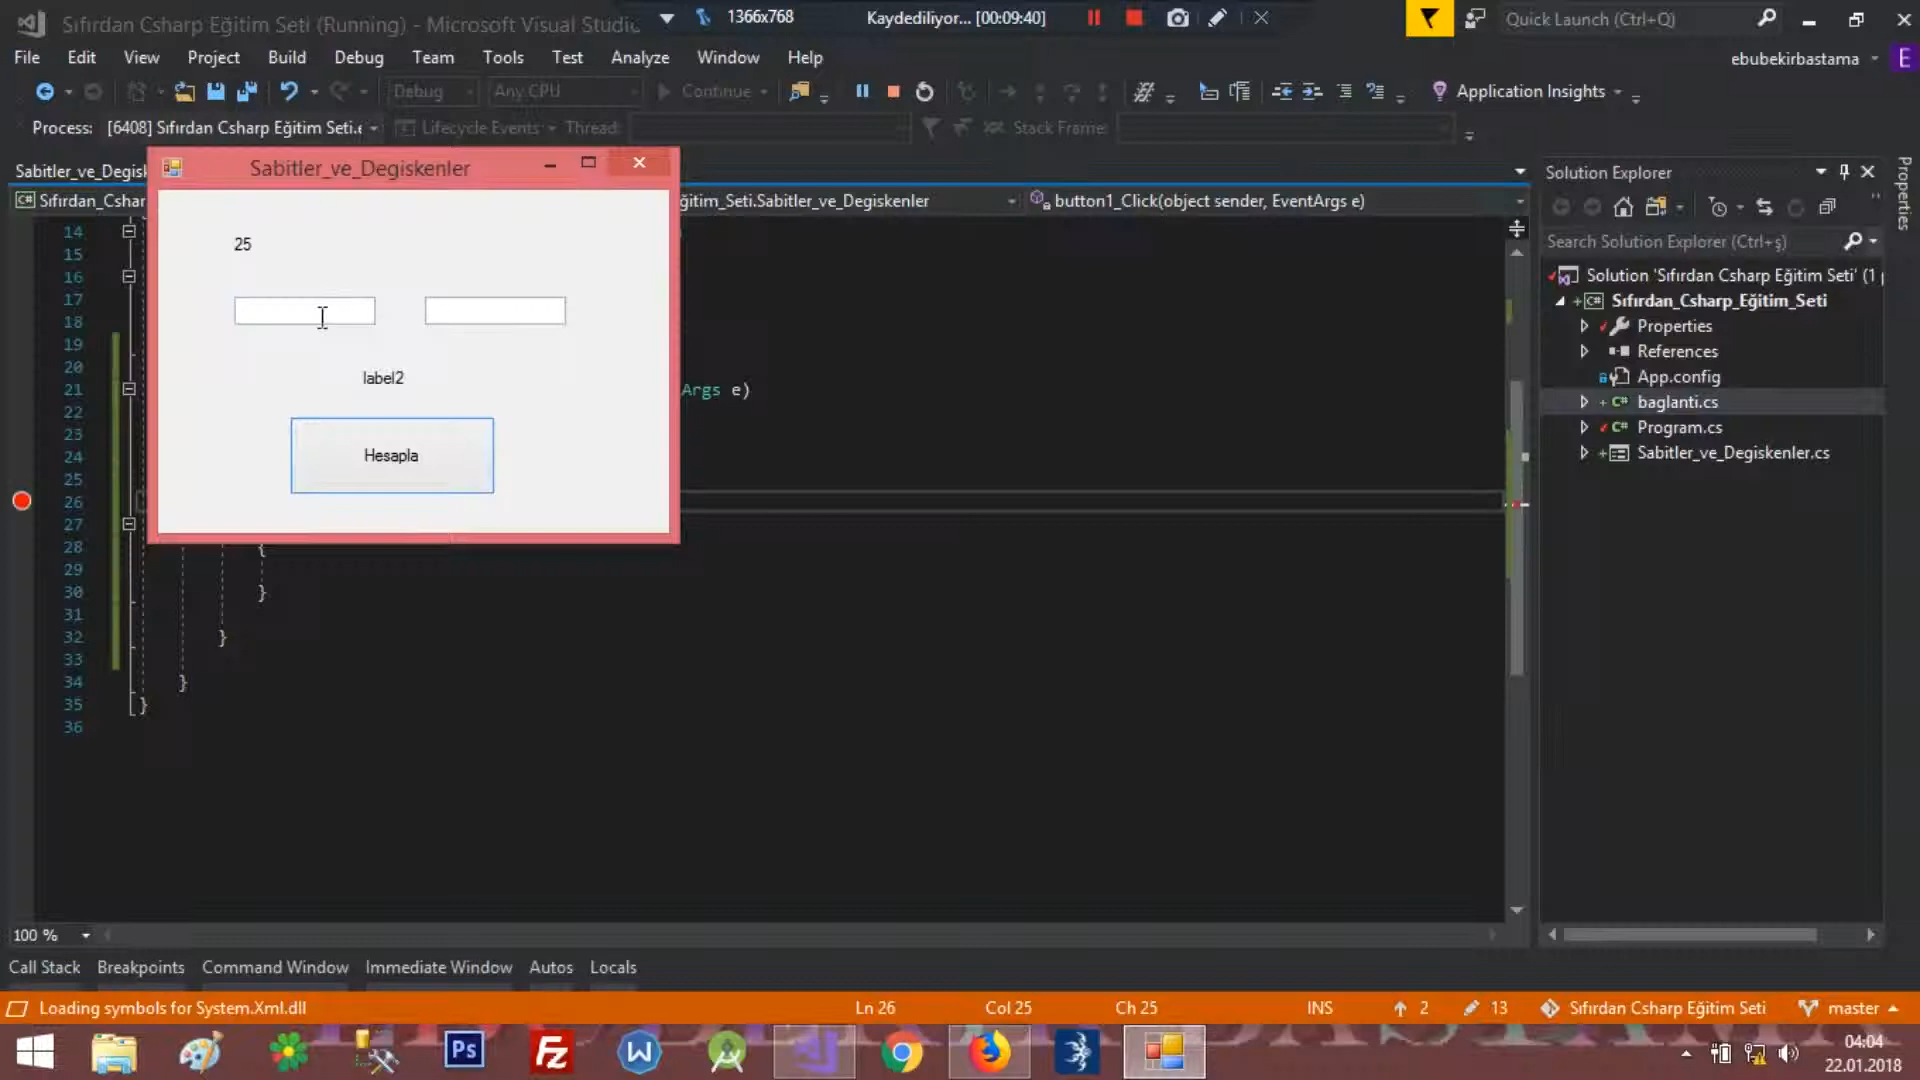 Sıfırdan Csharp Eğitim Seti (Running) - Microsoft Visual Studio
1366x768
Kaydediliyor... [00:09:40]
Quick Launch (Ctrl+Q)
File Edit View Project Build Debug Team Tools Test Analyze Window Help
ebubekirbastama
E
Debug
Any CPU
Continue
Application Insights
Process: [6408] Sıfırdan Csharp Eğitim Seti.e
Lifecycle Events
Thread:
Stack Frame:
Sabitler_ve_Degisk
Sabitler_ve_Degiskenler
Solution Explorer
Properties
Sıfırdan_Cshar
ğitim_Seti.Sabitler_ve_Degiskenler
button1_Click(object sender, EventArgs e)
Search Solution Explorer (Ctrl+ş)
25
label2
Hesapla
Solution 'Sıfırdan Csharp Eğitim Seti' (1 p
Sıfırdan_Csharp_Eğitim_Seti
Properties
References
App.config
baglanti.cs
Program.cs
Sabitler_ve_Degiskenler.cs
14
15
16
17
18
19
20
21 Args e)
22
23
24
25
26
27
28 {
29
30 }
31
32 }
33
34 }
35 }
36
100 %
Call Stack Breakpoints Command Window Immediate Window Autos Locals
Loading symbols for System.Xml.dll
Ln 26
Col 25
Ch 25
INS
2
13
Sıfırdan Csharp Eğitim Seti
master
Ps
Fz
W
04:04
22.01.2018